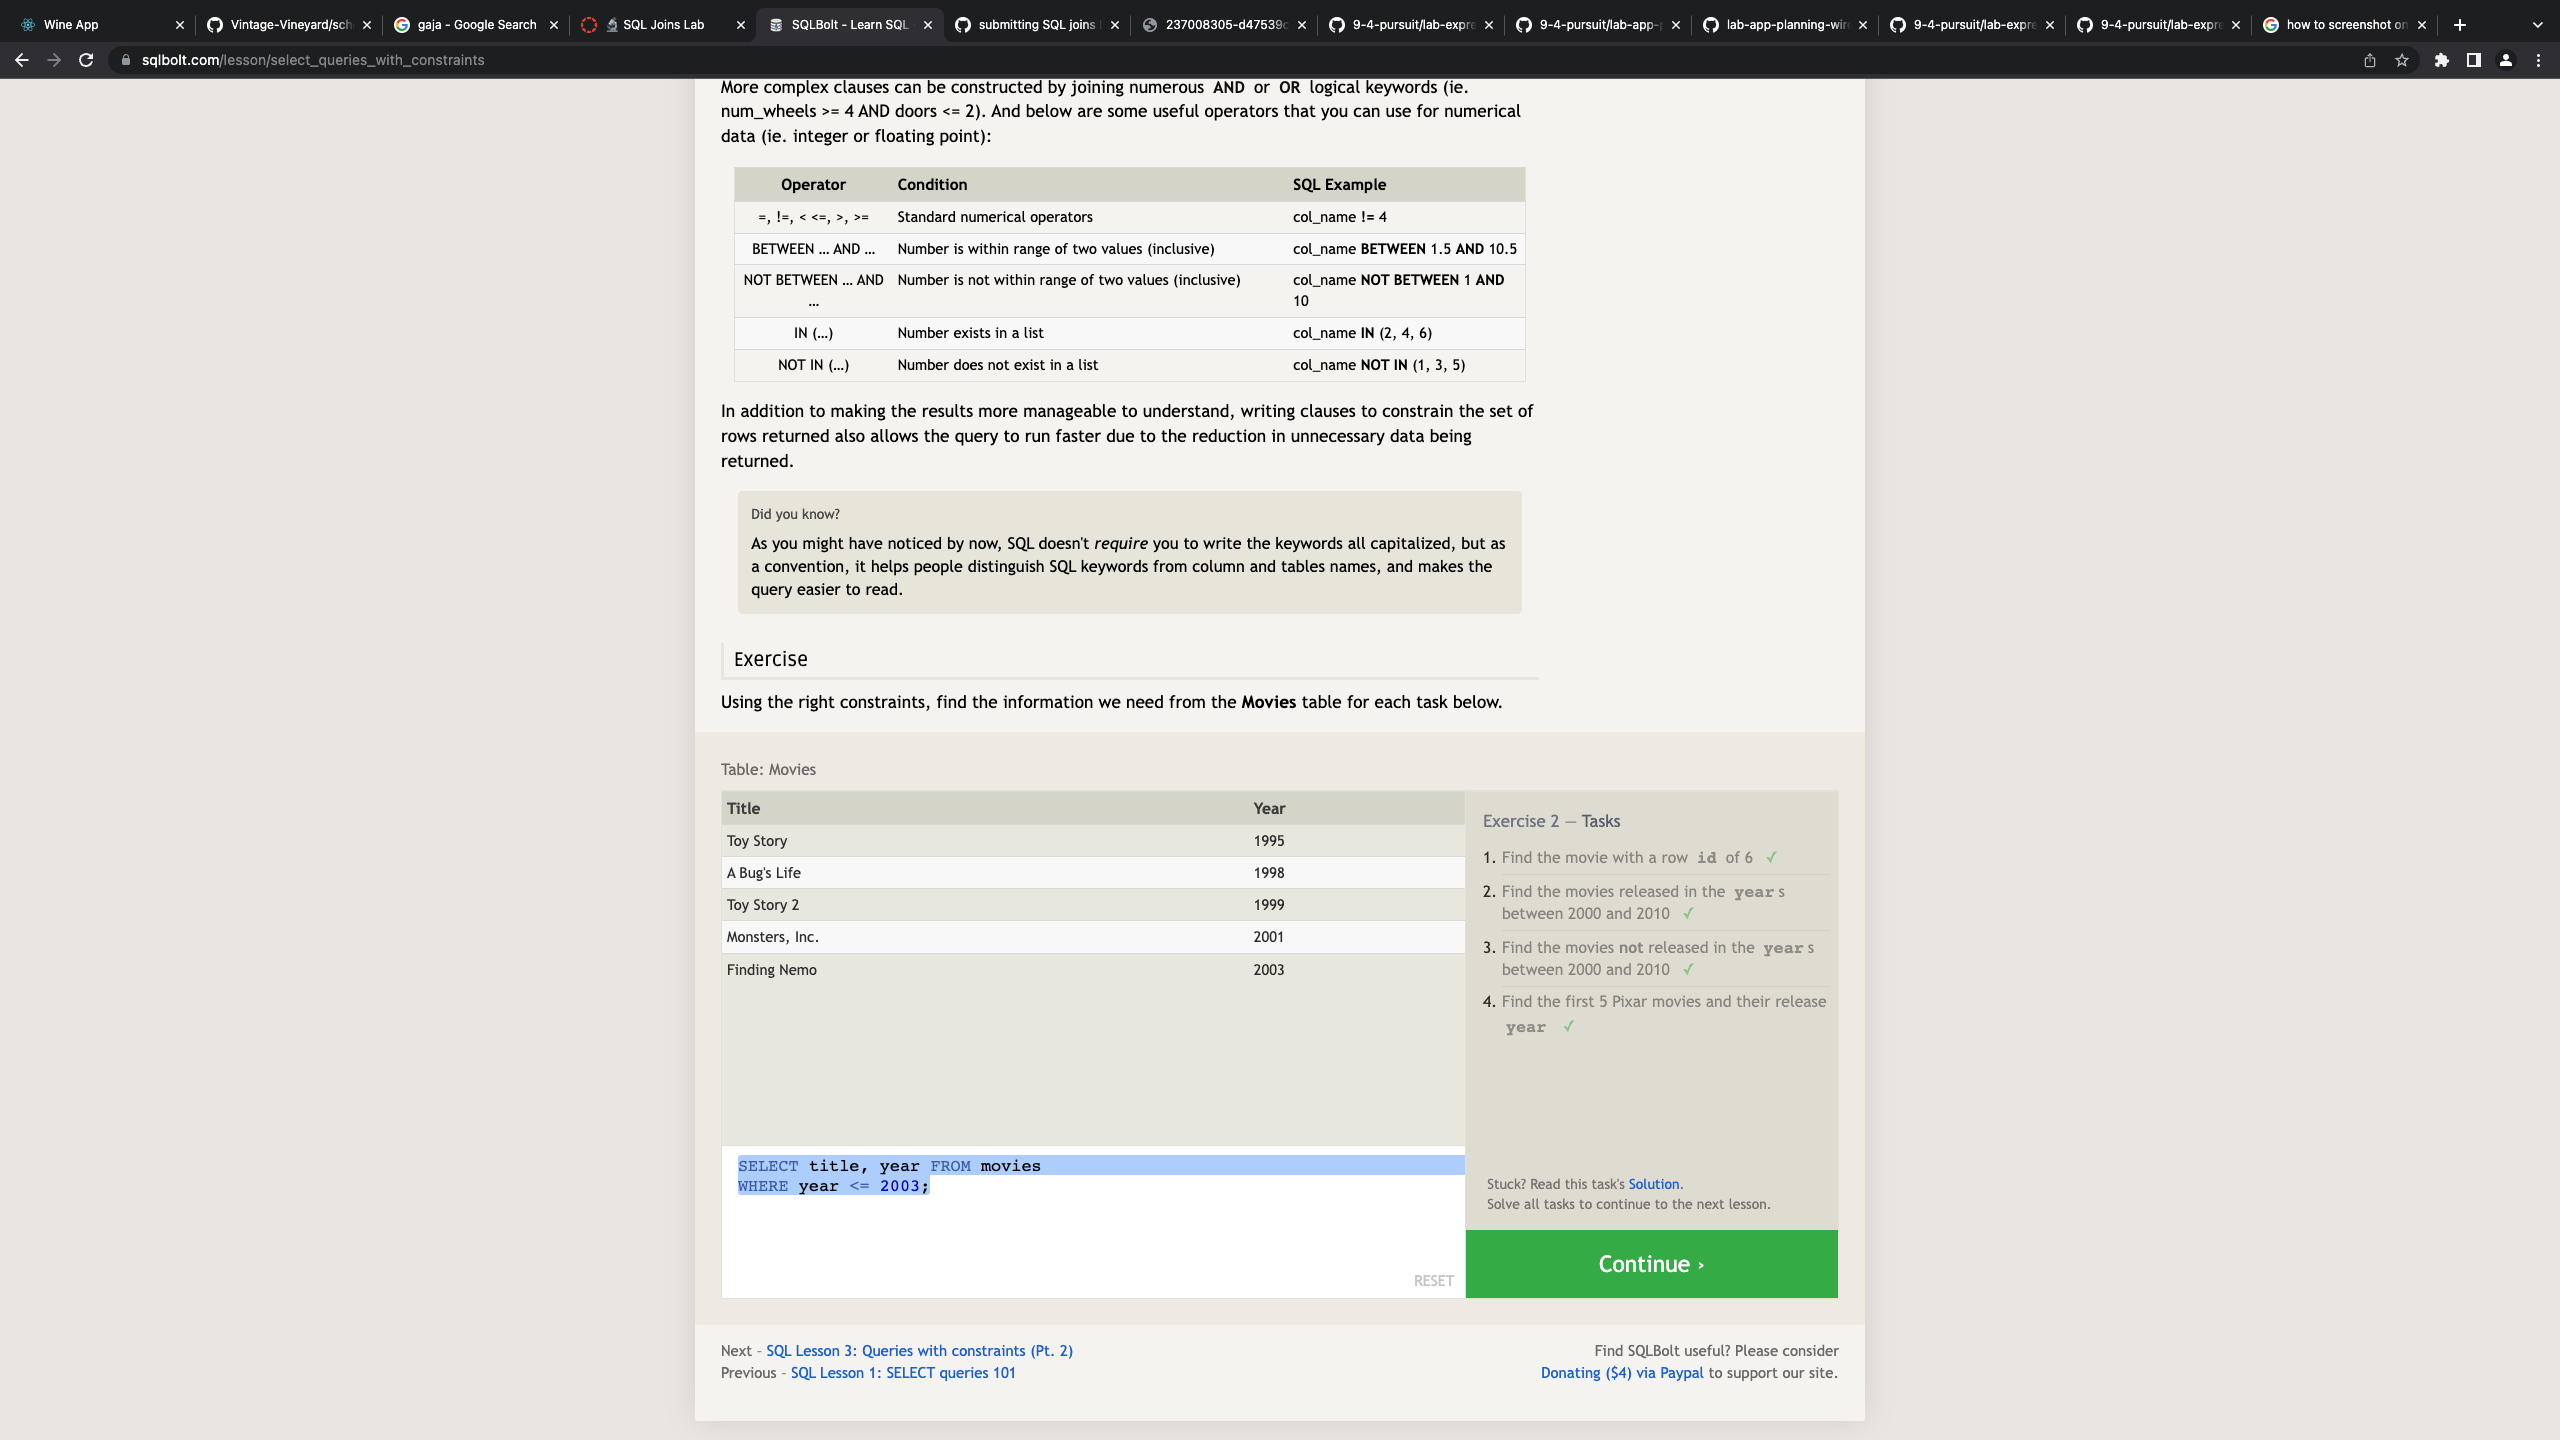 Wine App
Vintage-Vineyard/sch
gaja - Google Search
SQL Joins Lab
SQLBolt - Learn SQL -
submitting SQL joins
237008305-d47539c
9-4-pursuit/lab-expre
9-4-pursuit/lab-app-p
lab-app-planning-wir
9-4-pursuit/lab-expre
9-4-pursuit/lab-expre
how to screenshot on
sqlbolt.com/lesson/select_queries_with_constraints
More complex clauses can be constructed by joining numerous AND or OR logical keywords (ie.
num_wheels >= 4 AND doors <= 2). And below are some useful operators that you can use for numerical
data (ie. integer or floating point):
Operator Condition SQL Example
=, !=, < <=, >, >= Standard numerical operators col_name != 4
BETWEEN … AND … Number is within range of two values (inclusive) col_name BETWEEN 1.5 AND 10.5
NOT BETWEEN … AND Number is not within range of two values (inclusive) col_name NOT BETWEEN 1 AND
… 10
IN (…) Number exists in a list col_name IN (2, 4, 6)
NOT IN (…) Number does not exist in a list col_name NOT IN (1, 3, 5)
In addition to making the results more manageable to understand, writing clauses to constrain the set of
rows returned also allows the query to run faster due to the reduction in unnecessary data being
returned.
Did you know?
As you might have noticed by now, SQL doesn't require you to write the keywords all capitalized, but as
a convention, it helps people distinguish SQL keywords from column and tables names, and makes the
query easier to read.
Exercise
Using the right constraints, find the information we need from the Movies table for each task below.
Table: Movies
Title Year
Toy Story 1995
A Bug's Life 1998
Toy Story 2 1999
Monsters, Inc. 2001
Finding Nemo 2003
SELECT title, year FROM movies
WHERE year <= 2003;
RESET
Exercise 2 — Tasks
1. Find the movie with a row id of 6 ✓
2. Find the movies released in the year s
between 2000 and 2010 ✓
3. Find the movies not released in the year s
between 2000 and 2010 ✓
4. Find the first 5 Pixar movies and their release
year ✓
Stuck? Read this task's Solution.
Solve all tasks to continue to the next lesson.
Continue ›
Next – SQL Lesson 3: Queries with constraints (Pt. 2)
Previous – SQL Lesson 1: SELECT queries 101
Find SQLBolt useful? Please consider
Donating ($4) via Paypal to support our site.